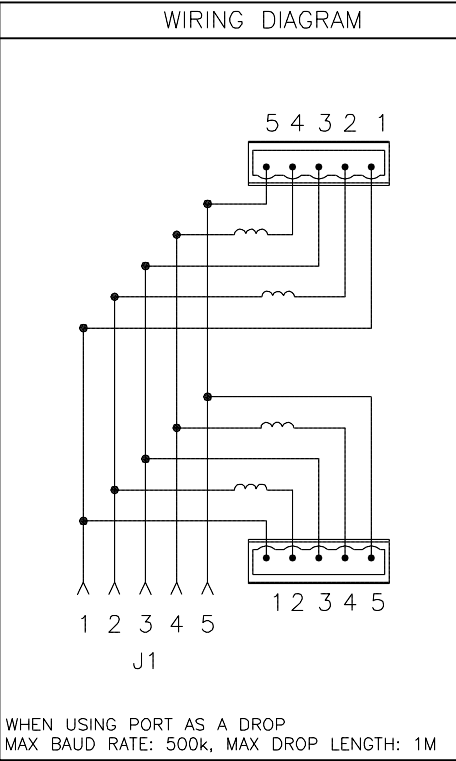 WIRING DIAGRAM
5 4 3 2 1
1 2 3 4 5
1 2 3 4 5
J1
WHEN USING PORT AS A DROP
MAX BAUD RATE: 500k, MAX DROP LENGTH: 1M